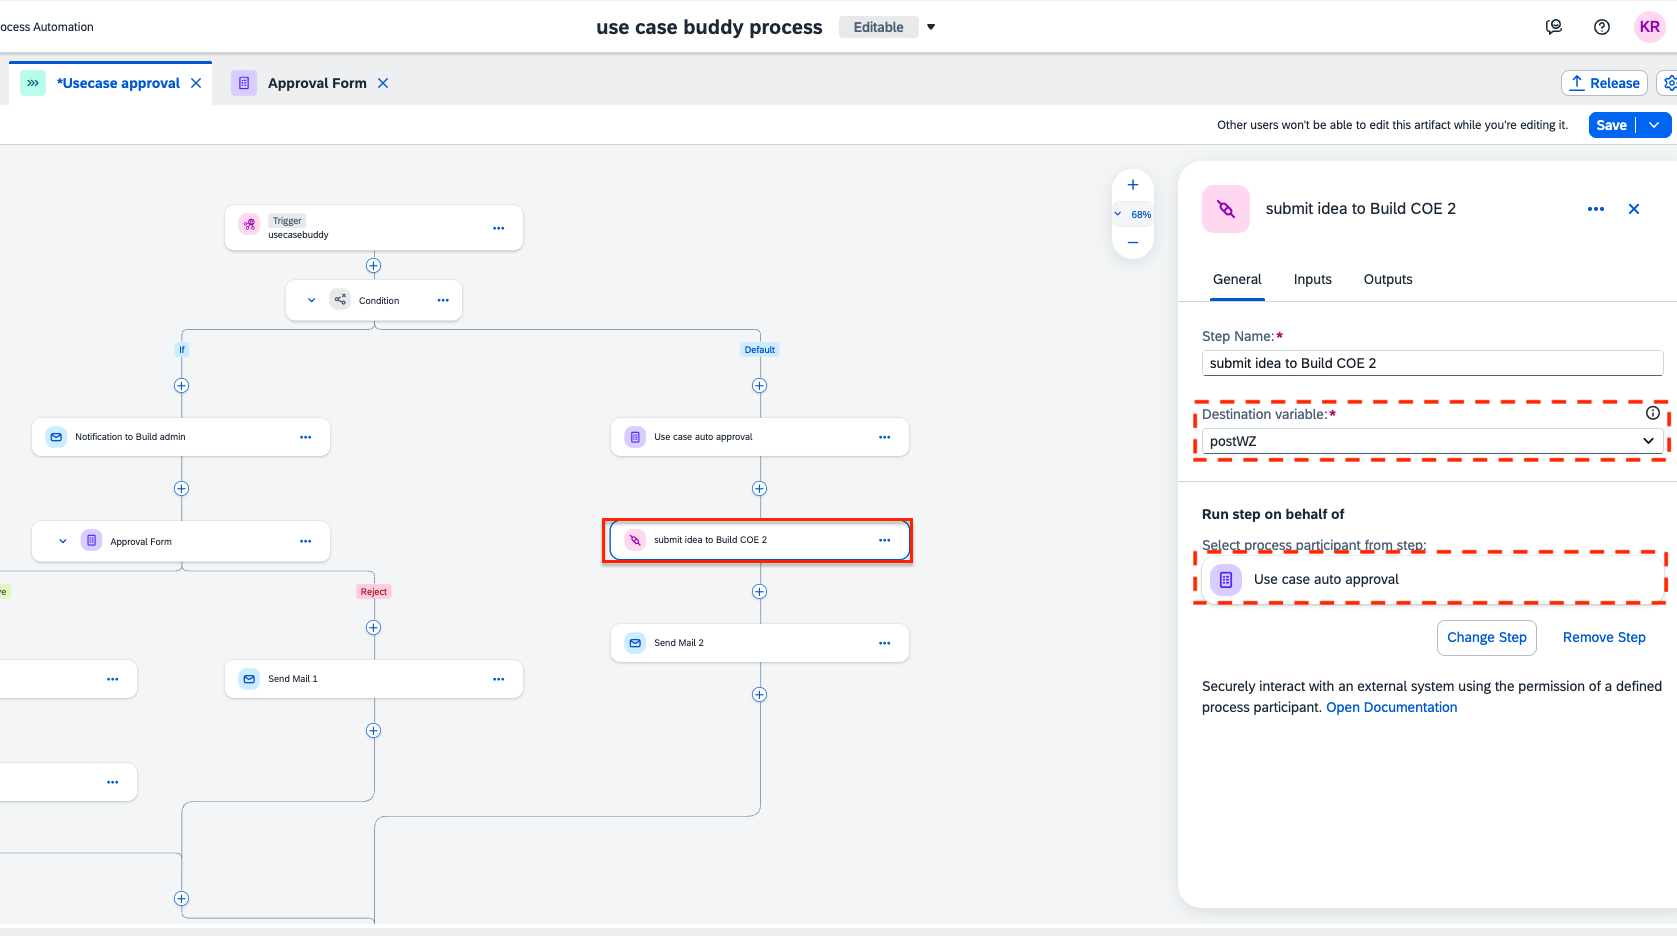 ocess Automation
use case buddy process
Editable
KR
*Usecase approval
Approval Form
Release
Other users won't be able to edit this artifact while you're editing it.
Save
Trigger
usecasebuddy
Condition
If
Default
Notification to Build admin
Use case auto approval
Approval Form
submit idea to Build COE 2
ve
Reject
Send Mail 1
Send Mail 2
68%
submit idea to Build COE 2
General
Inputs
Outputs
Step Name:*
submit idea to Build COE 2
Destination variable:*
postWZ
Run step on behalf of
Select process participant from step:
Use case auto approval
Change Step
Remove Step
Securely interact with an external system using the permission of a defined
process participant. Open Documentation